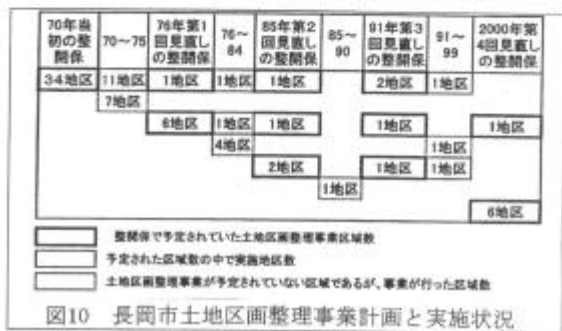 70年当初の整開保 70～75 76年第1回見直しの整開保 76～84 85年第2回見直しの整開保 85～90 91年第3回見直しの整開保 91～99 2000年第4回見直しの整開保
34地区 11地区 1地区 1地区 1地区 2地区 1地区
7地区
6地区 1地区 1地区 1地区 1地区
4地区 1地区
2地区 1地区 1地区
1地区
6地区
整開保で予定されていた土地区画整理事業区域数
予定された区域数の中で実施地区数
土地区画整理事業が予定されていない区域であるが、事業が行った区域数
図10 長岡市土地区画整理事業計画と実施状況